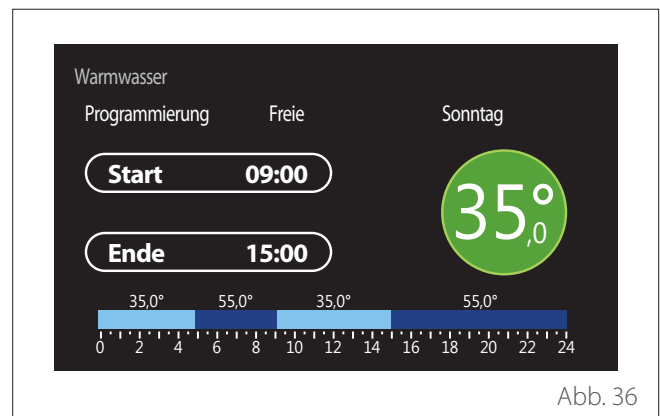 Warmwasser
Programmierung Freie Sonntag
Start 09:00
35,0°
Ende 15:00
35,0° 55,0° 35,0° 55,0°
0 2 4 6 8 10 12 14 16 18 20 22 24
Abb. 36